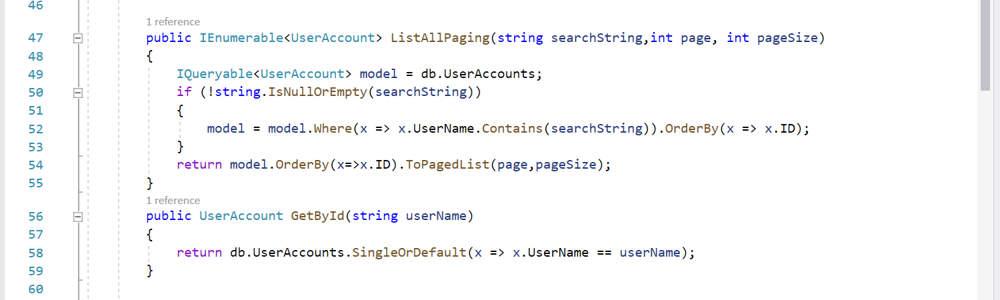 46
1 reference
47 public IEnumerable<UserAccount> ListAllPaging(string searchString,int page, int pageSize)
48 {
49 IQueryable<UserAccount> model = db.UserAccounts;
50 if (!string.IsNullOrEmpty(searchString))
51 {
52 model = model.Where(x => x.UserName.Contains(searchString)).OrderBy(x => x.ID);
53 }
54 return model.OrderBy(x=>x.ID).ToPagedList(page,pageSize);
55 }
1 reference
56 public UserAccount GetById(string userName)
57 {
58 return db.UserAccounts.SingleOrDefault(x => x.UserName == userName);
59 }
60